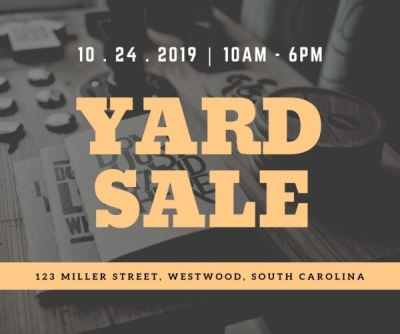 10 . 24 . 2019 | 10AM - 6PM
YARD
SALE
123 MILLER STREET, WESTWOOD, SOUTH CAROLINA